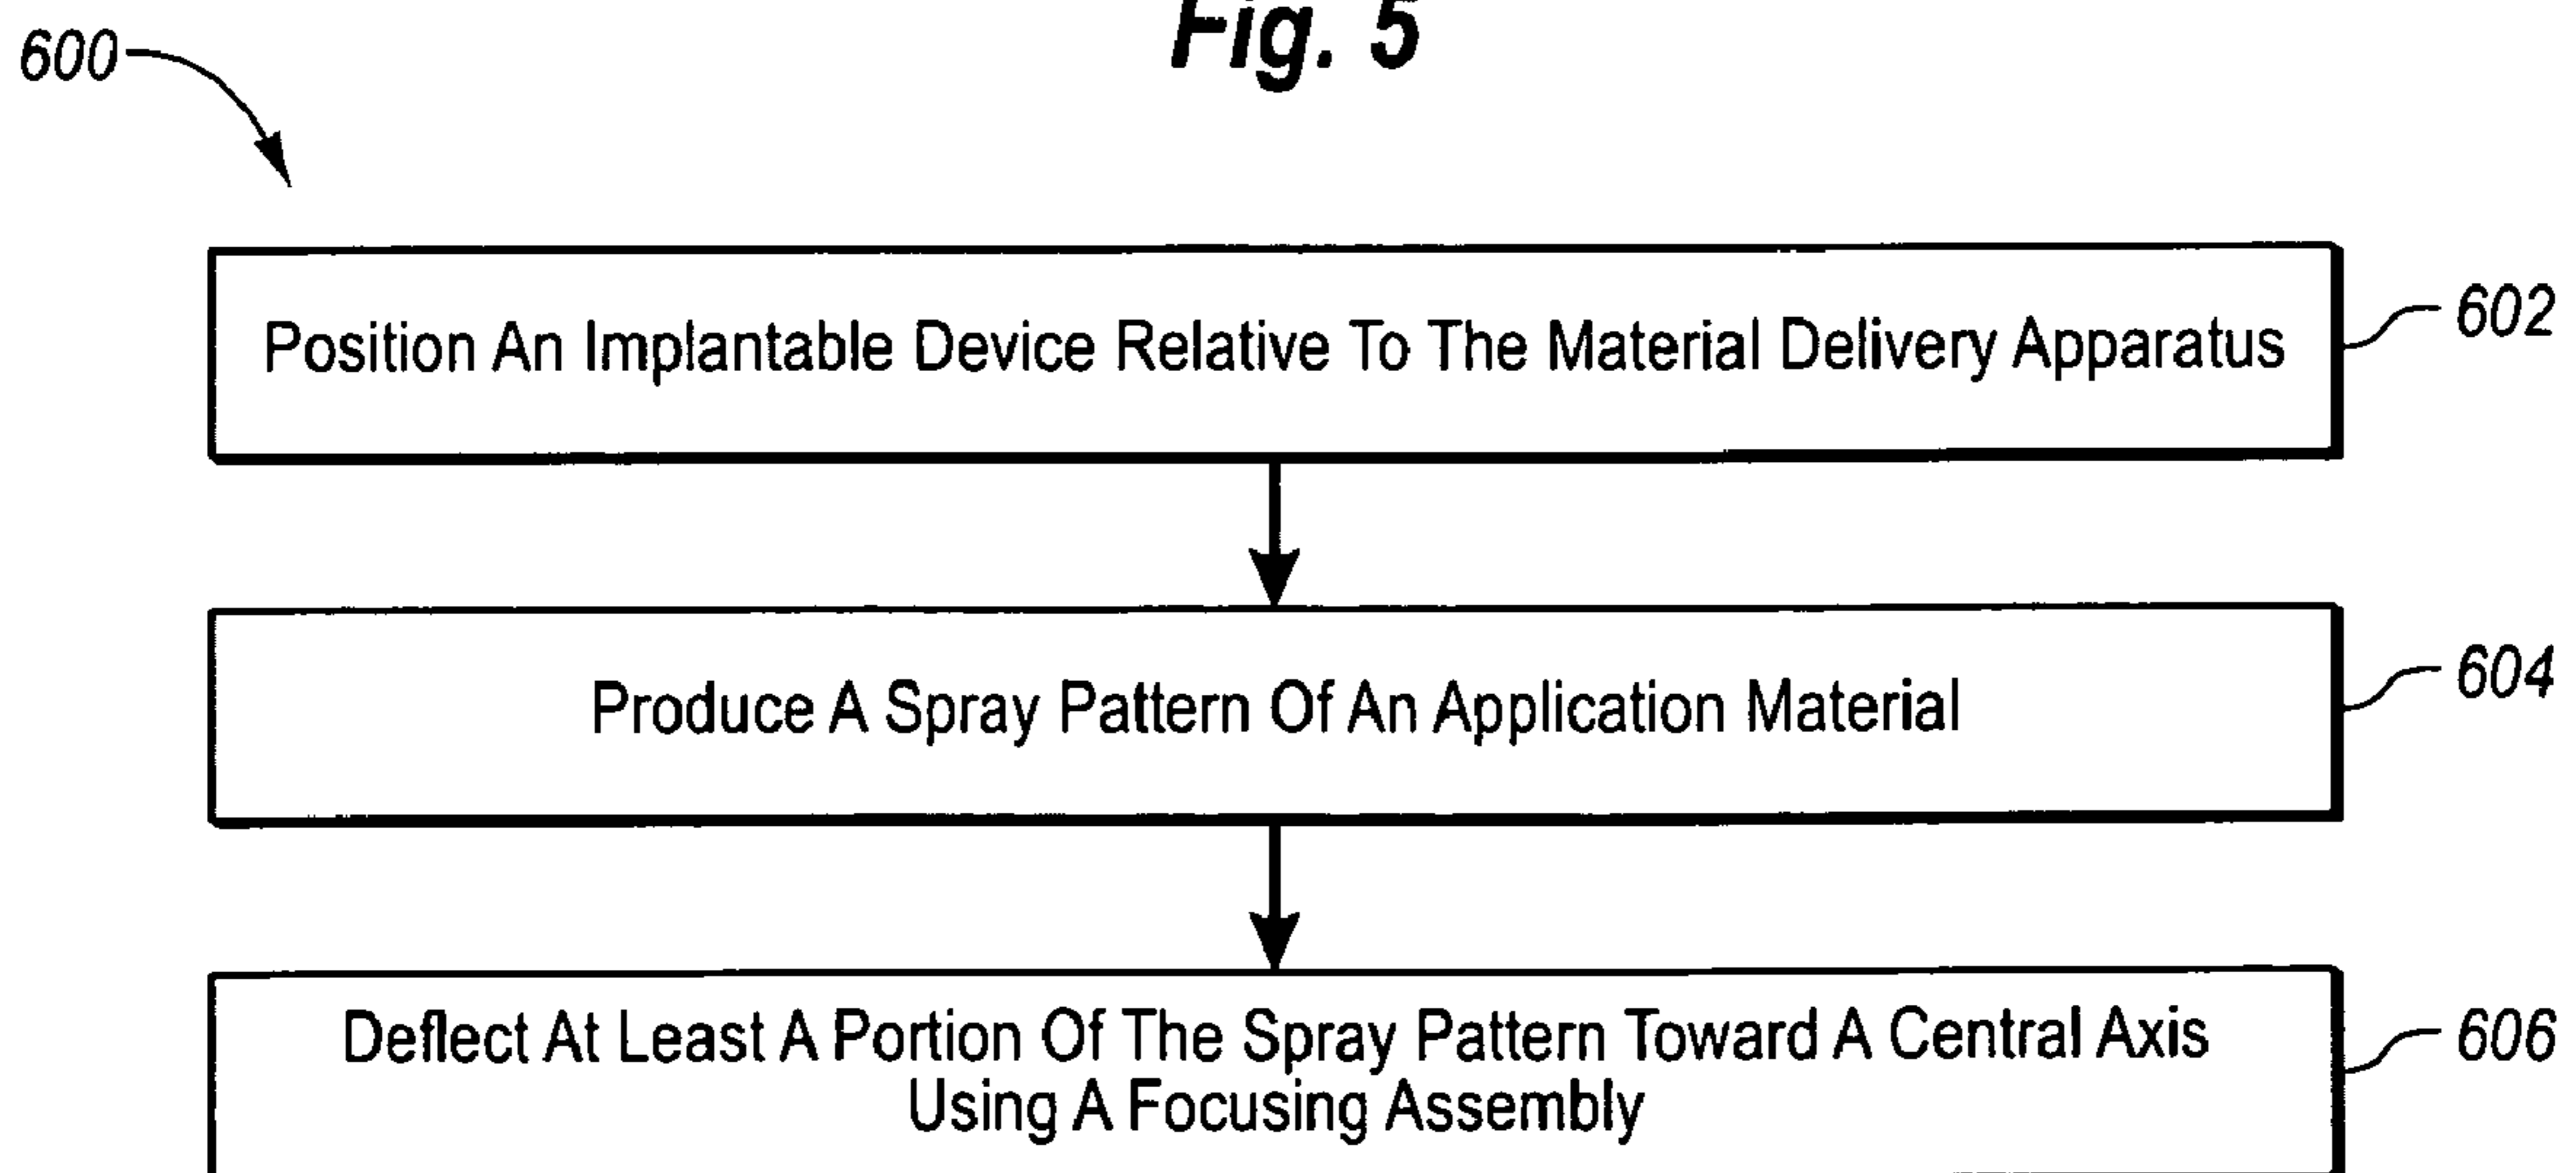 Fig. 5
600
Position An Implantable Device Relative To The Material Delivery Apparatus
602
Produce A Spray Pattern Of An Application Material
604
Deflect At Least A Portion Of The Spray Pattern Toward A Central Axis
Using A Focusing Assembly
606